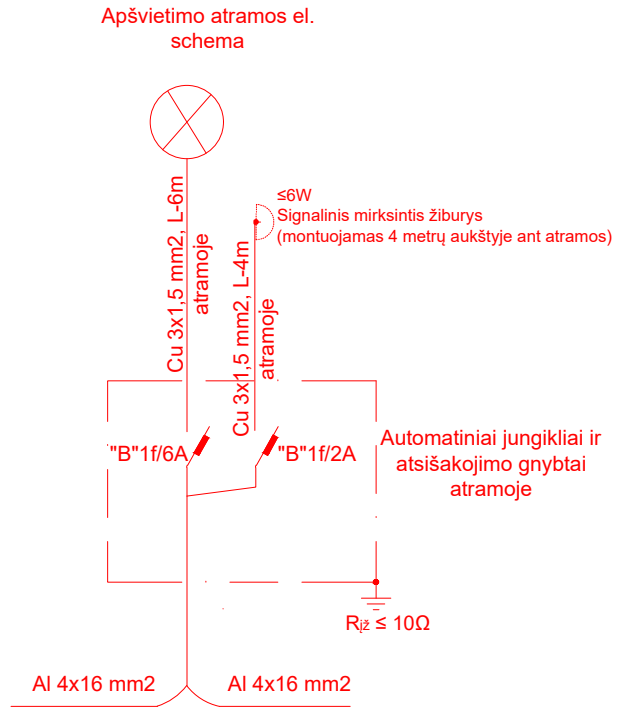 Apšvietimo atramos el.
schema
≤6W
Signalinis mirksintis žiburys
(montuojamas 4 metrų aukštyje ant atramos)
Cu 3x1,5 mm2, L-6m
atramoje
Cu 3x1,5 mm2, L-4m
atramoje
"B"1f/6A
"B"1f/2A
Automatiniai jungikliai ir
atsišakojimo gnybtai
atramoje
Rįž ≤ 10Ω
Al 4x16 mm2
Al 4x16 mm2